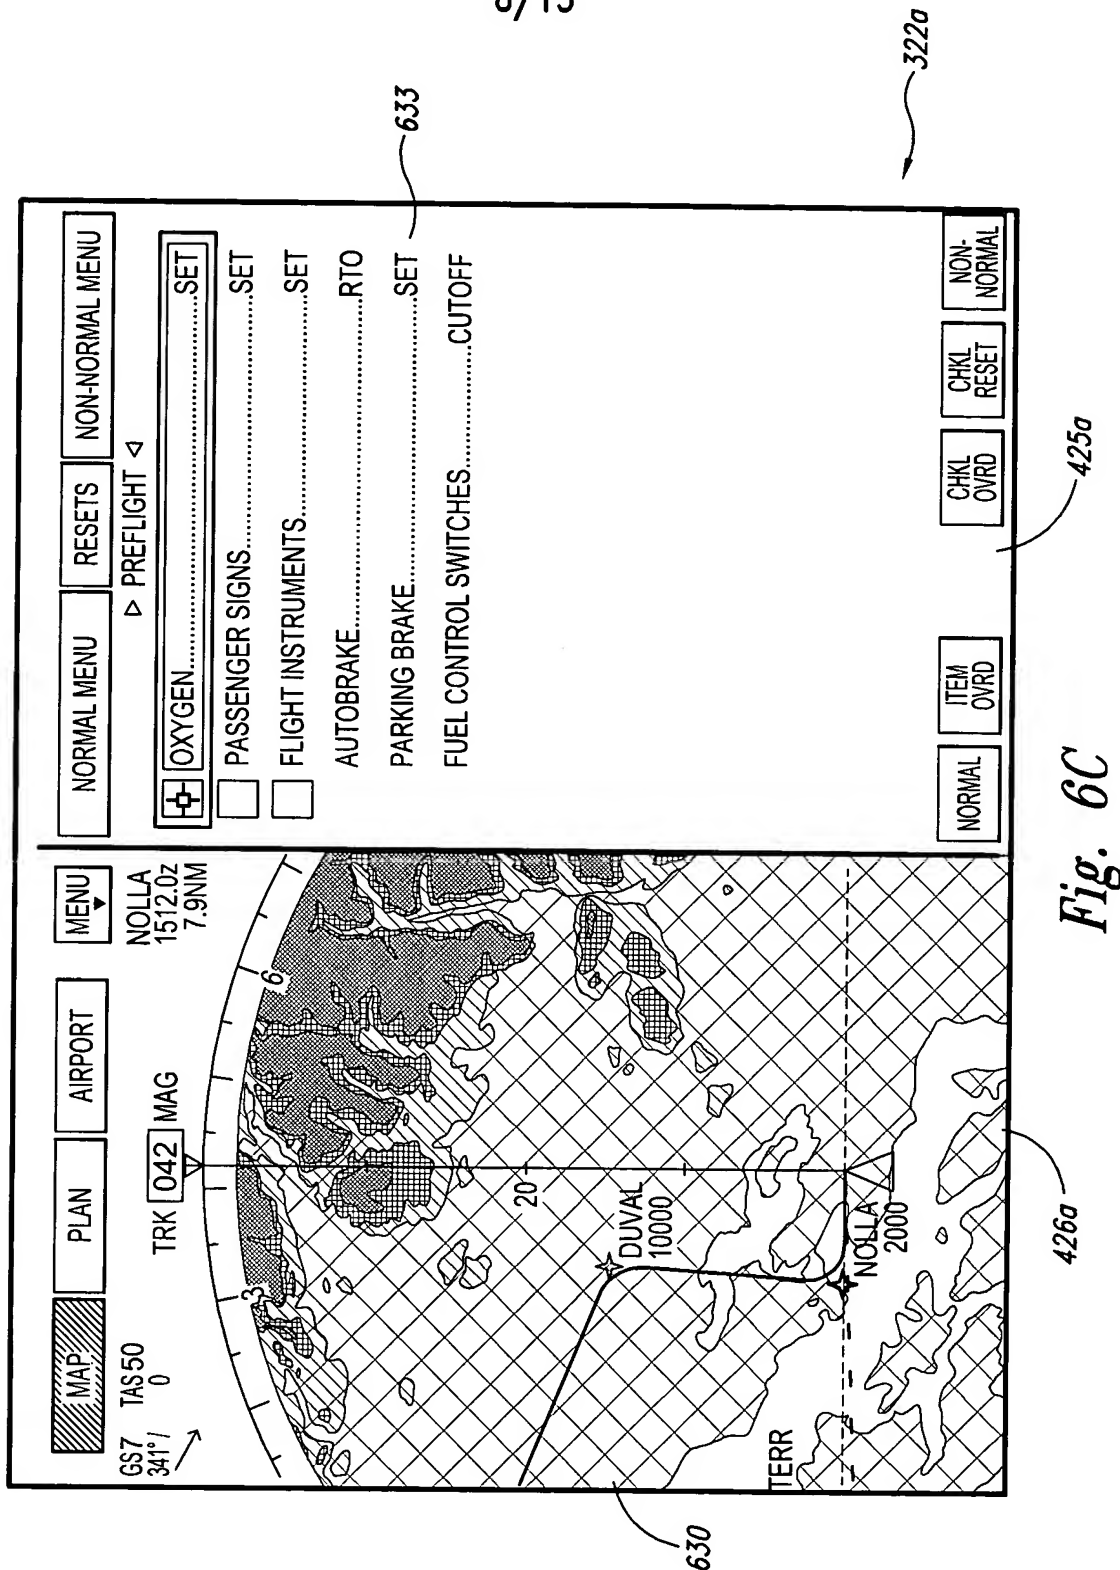 MAP
PLAN
AIRPORT
MENU
GS7 TAS50
341°/ 0
TRK 042 MAG
NOLLA
1512.0z
7.9NM
3
6
20
DUVAL
10000
NOLLA
2000
TERR
NORMAL MENU
RESETS
NON-NORMAL MENU
▷ PREFLIGHT ◁
OXYGEN..............................SET
PASSENGER SIGNS..............................SET
FLIGHT INSTRUMENTS..............................SET
AUTOBRAKE..............................RTO
PARKING BRAKE..............................SET
FUEL CONTROL SWITCHES..............CUTOFF
NORMAL
ITEM
OVRD
CHKL
OVRD
CHKL
RESET
NON-
NORMAL
630
426a
425a
633
322a
Fig. 6C